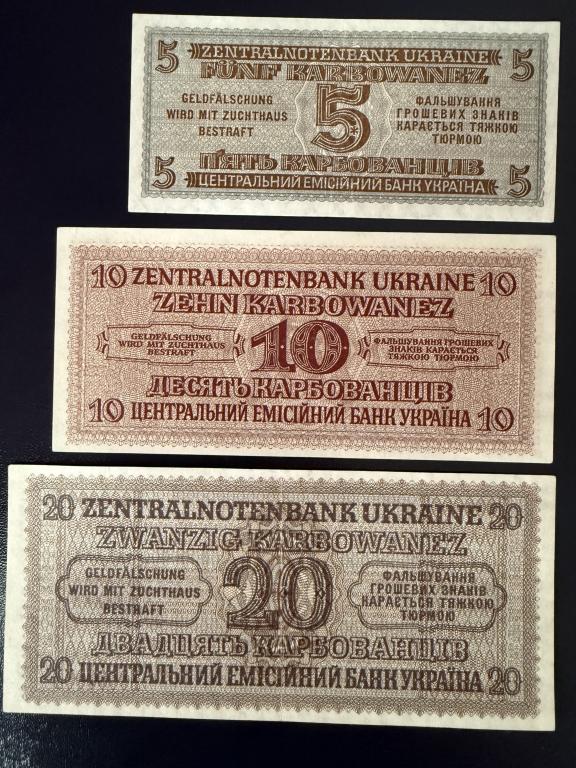 5 ZENTRALNOTENBANK UKRAINE 5
FÜNF KARBOWANEZ
GELDFÄLSCHUNG
WIRD MIT ZUCHTHAUS
BESTRAFT
5
ФАЛЬШУВАННЯ
ГРОШЕВИХ ЗНАКІВ
КАРАЄТЬСЯ ТЯЖКОЮ
ТЮРМОЮ
ПЯТЬ КАРБОВАНЦІВ
5 ЦЕНТРАЛЬНИЙ ЕМІСІЙНИЙ БАНК УКРАЇНА 5
10 ZENTRALNOTENBANK UKRAINE 10
ZEHN KARBOWANEZ
GELDFÄLSCHUNG
WIRD MIT ZUCHTHAUS
BESTRAFT
10
ФАЛЬШУВАННЯ ГРОШЕВИХ
ЗНАКІВ КАРАЄТЬСЯ
ТЯЖКОЮ ТЮРМОЮ
ДЕСЯТЬ КАРБОВАНЦІВ
10 ЦЕНТРАЛЬНИЙ ЕМІСІЙНИЙ БАНК УКРАЇНА 10
20 ZENTRALNOTENBANK UKRAINE 20
ZWANZIG KARBOWANEZ
GELDFÄLSCHUNG
WIRD MIT ZUCHTHAUS
BESTRAFT
20
ФАЛЬШУВАННЯ
ГРОШЕВИХ ЗНАКІВ
КАРАЄТЬСЯ ТЯЖКОЮ
ТЮРМОЮ
ДВАДЦЯТЬ КАРБОВАНЦІВ
20 ЦЕНТРАЛЬНИЙ ЕМІСІЙНИЙ БАНК УКРАЇНА 20